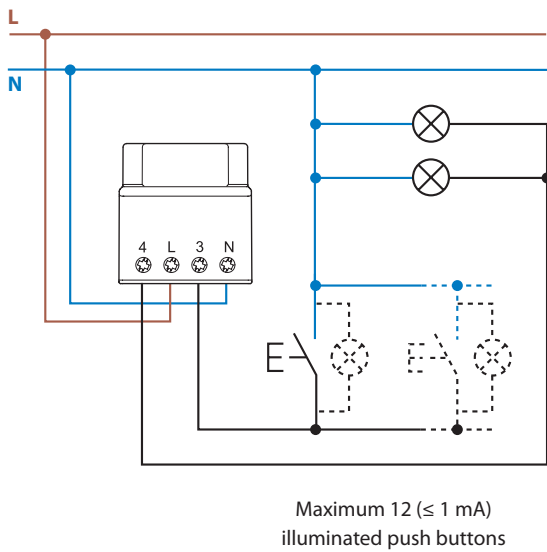 L
N
4 L 3 N
Maximum 12 (≤ 1 mA)
illuminated push buttons